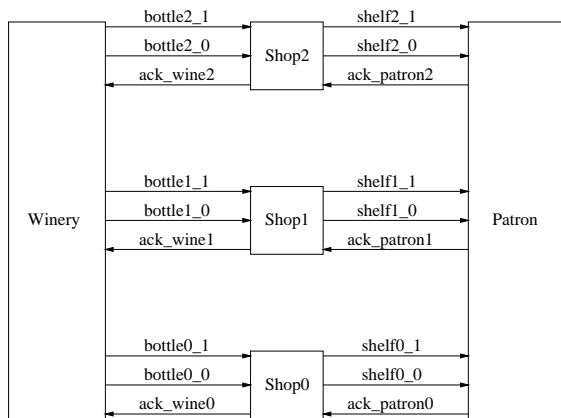 bottle2_1 shelf2_1
bottle2_0 shelf2_0
Shop2
ack_wine2 ack_patron2
bottle1_1 shelf1_1
bottle1_0 shelf1_0
Winery Shop1 Patron
ack_wine1 ack_patron1
bottle0_1 shelf0_1
bottle0_0 shelf0_0
Shop0
ack_wine0 ack_patron0